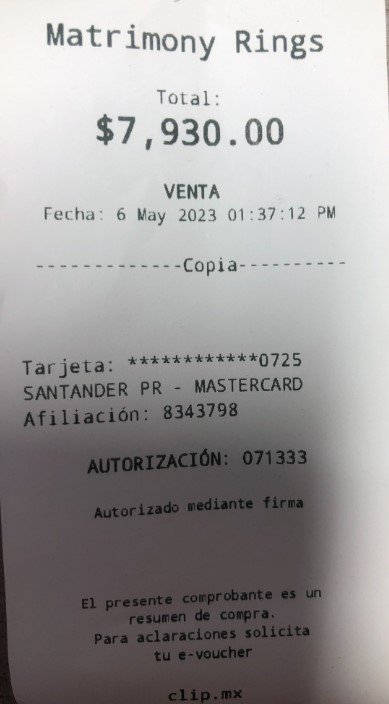 Matrimony Rings
Total:
$7,930.00
VENTA
Fecha: 6 May 2023 01:37:12 PM
-------------Copia----------
Tarjeta: ************0725
SANTANDER PR - MASTERCARD
Afiliación: 8343798
AUTORIZACIÓN: 071333
Autorizado mediante firma
El presente comprobante es un
resumen de compra.
Para aclaraciones solicita
tu e-voucher
clip.mx